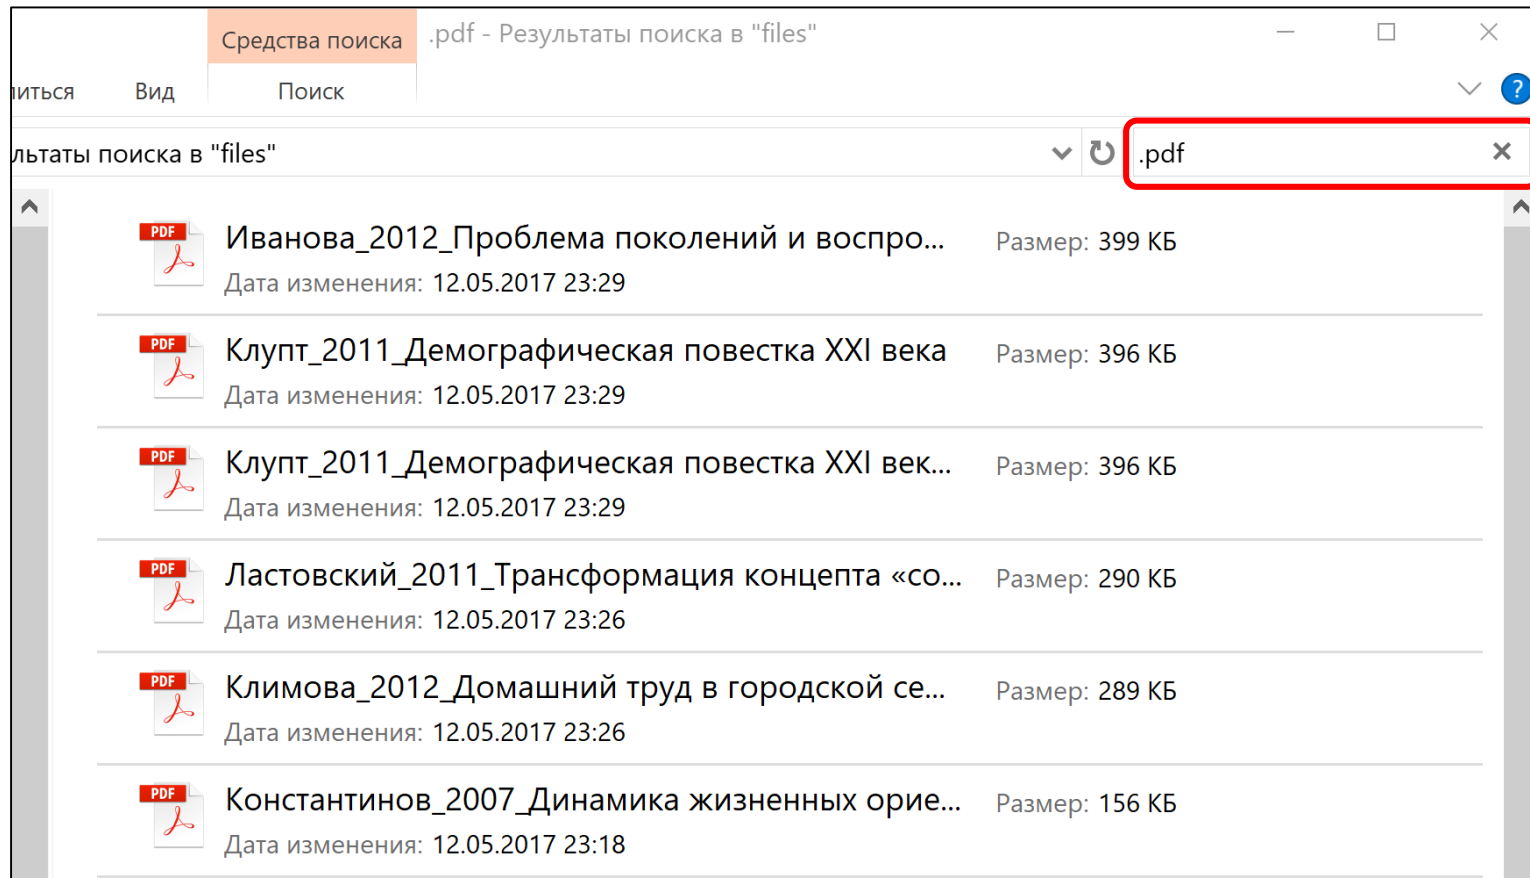 Средства поиска .pdf - Результаты поиска в "files"
иться Вид Поиск ?
льтаты поиска в "files" .pdf
PDF Иванова_2012_Проблема поколений и воспро... Размер: 399 КБ
Дата изменения: 12.05.2017 23:29
PDF Клупт_2011_Демографическая повестка XXI века Размер: 396 КБ
Дата изменения: 12.05.2017 23:29
PDF Клупт_2011_Демографическая повестка XXI век... Размер: 396 КБ
Дата изменения: 12.05.2017 23:29
PDF Ластовский_2011_Трансформация концепта «со... Размер: 290 КБ
Дата изменения: 12.05.2017 23:26
PDF Климова_2012_Домашний труд в городской се... Размер: 289 КБ
Дата изменения: 12.05.2017 23:26
PDF Константинов_2007_Динамика жизненных орие... Размер: 156 КБ
Дата изменения: 12.05.2017 23:18